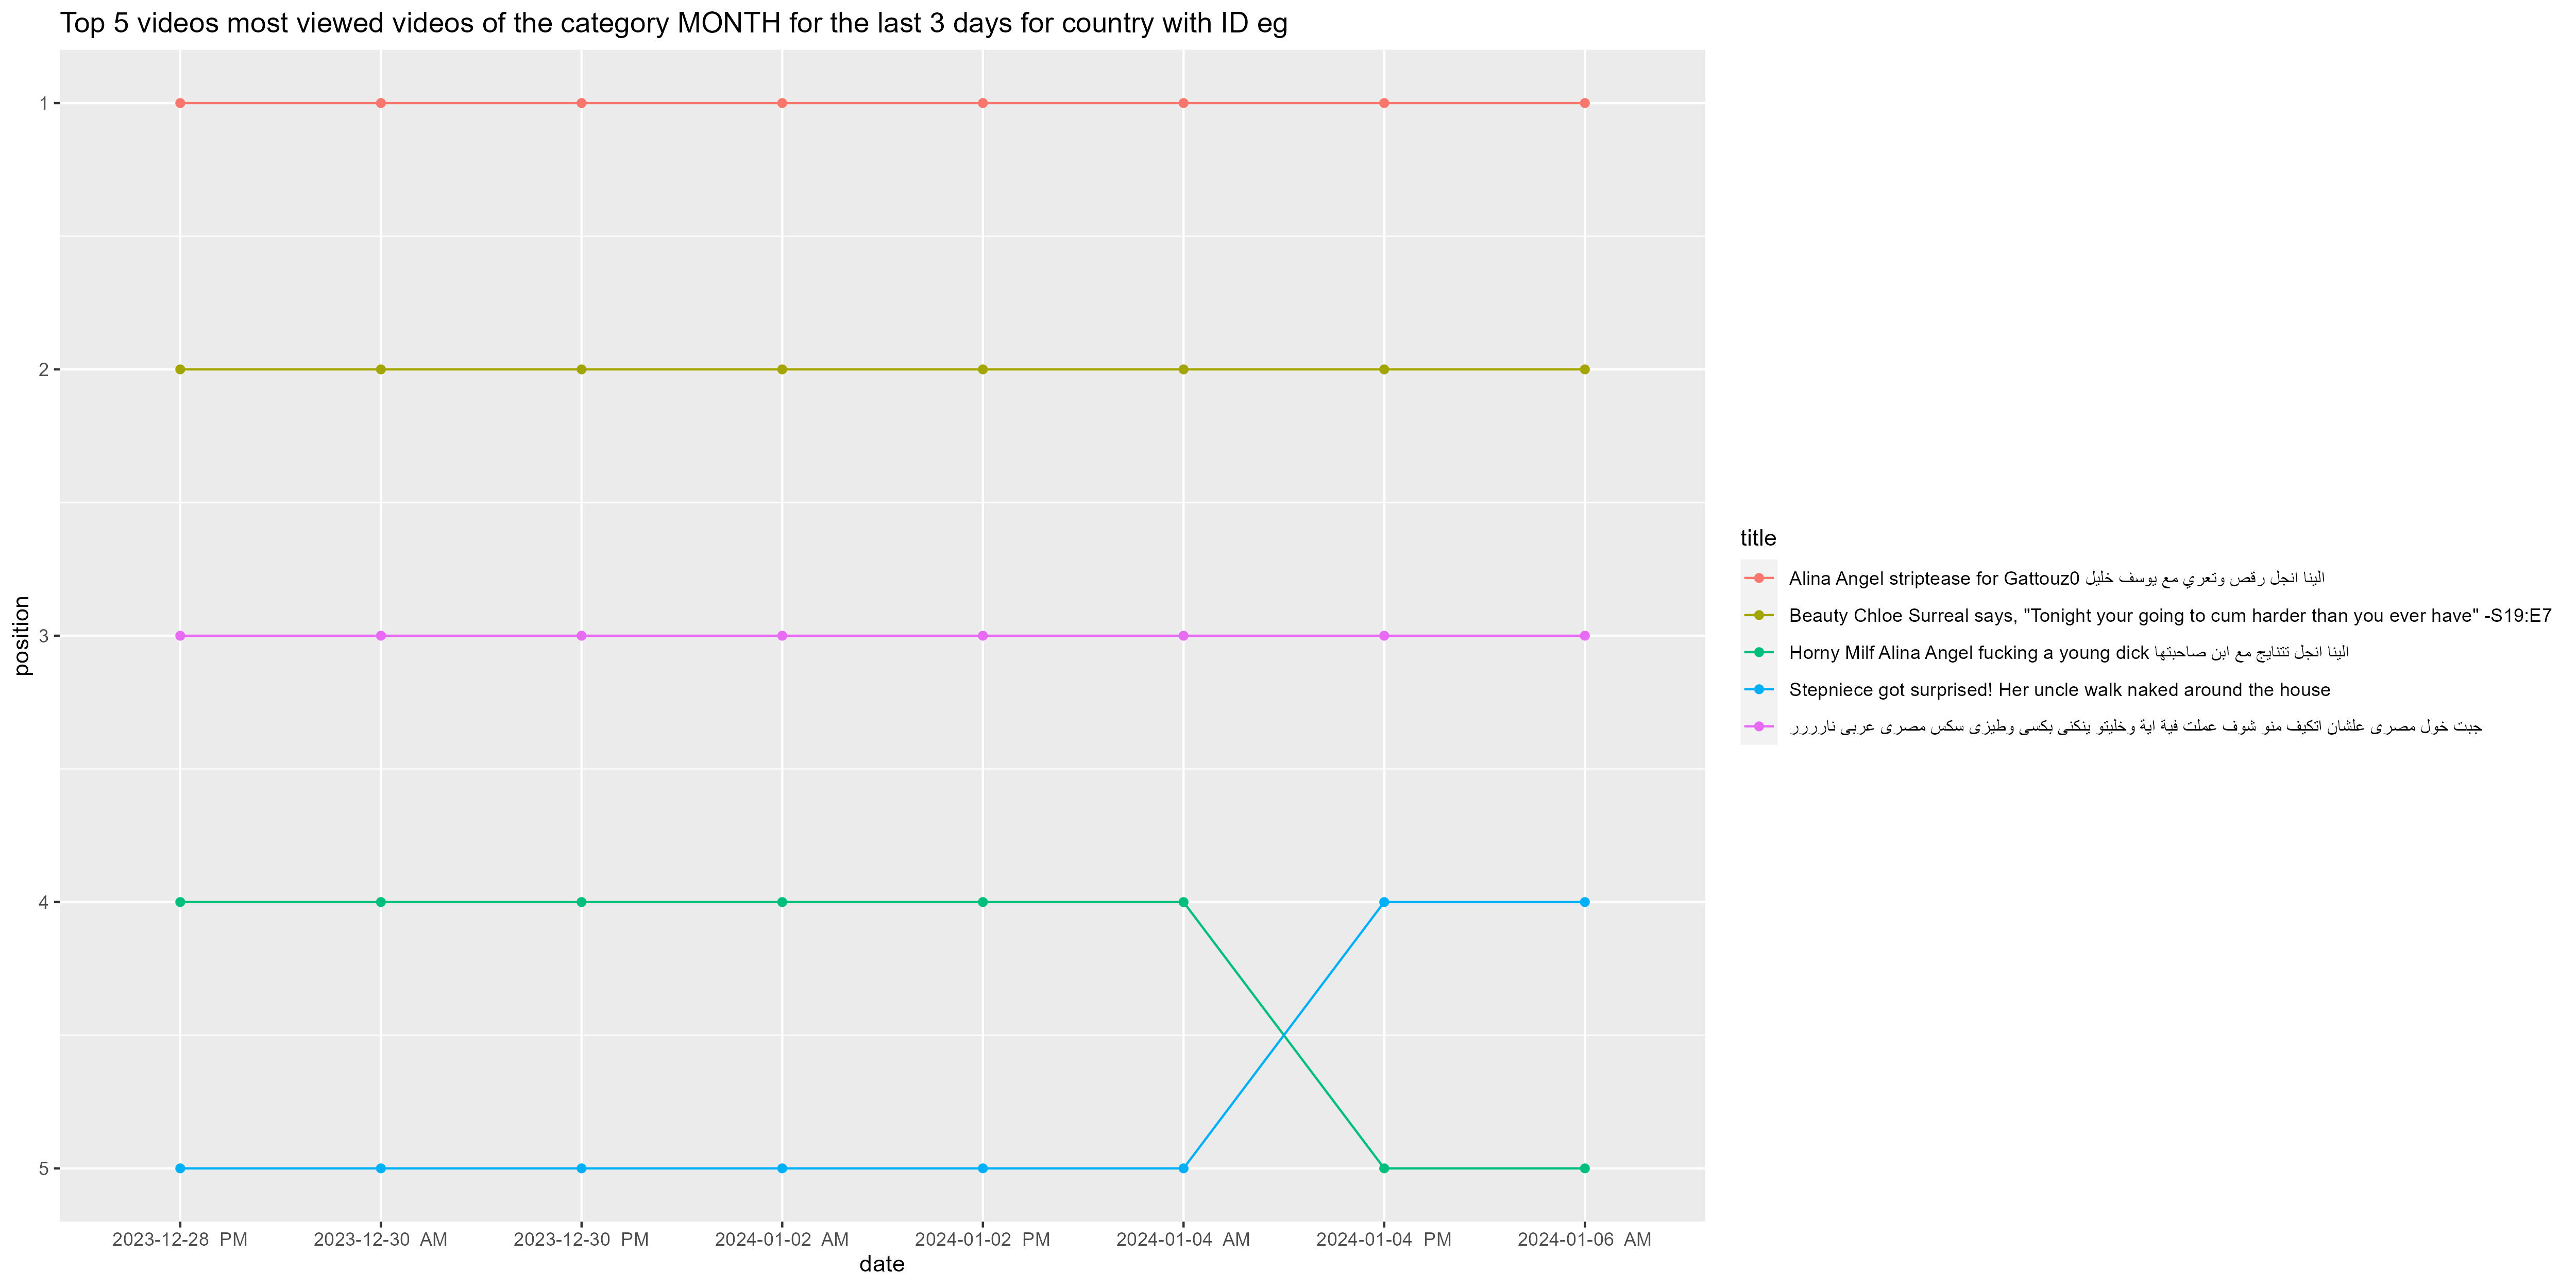 Top 5 videos most viewed videos of the category MONTH for the last 3 days for country with ID eg
position
1
2
3
4
5
2023-12-28 PM
2023-12-30 AM
2023-12-30 PM
2024-01-02 AM
2024-01-02 PM
2024-01-04 AM
2024-01-04 PM
2024-01-06 AM
date
title
Alina Angel striptease for Gattouz0 الينا انجل رقص وتعري مع يوسف خليل
Beauty Chloe Surreal says, "Tonight your going to cum harder than you ever have" -S19:E7
Horny Milf Alina Angel fucking a young dick الينا انجل تتنايج مع ابن صاحبتها
Stepniece got surprised! Her uncle walk naked around the house
جبت خول مصرى علشان اتكيف منو شوف عملت فية اية وخليتو ينكنى بكسى وطيزى سكس مصرى عربى نارررر